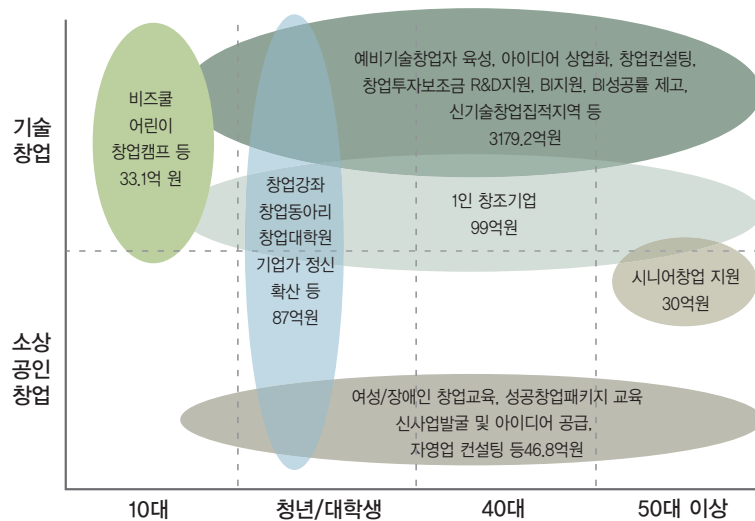 기술
창업
소상
공인
창업
비즈쿨
어린이
창업캠프 등
33.1억 원
예비기술창업자 육성, 아이디어 상업화, 창업컨설팅,
창업투자보조금 R&D지원, BI지원, BI성공률 제고,
신기술창업집적지역 등
3179.2억원
창업강좌
창업동아리
창업대학원
기업가 정신
확산 등
87억원
1인 창조기업
99억원
시니어창업 지원
30억원
여성/장애인 창업교육, 성공창업패키지 교육
신사업발굴 및 아이디어 공급,
자영업 컨설팅 등46.8억원
10대
청년/대학생
40대
50대 이상